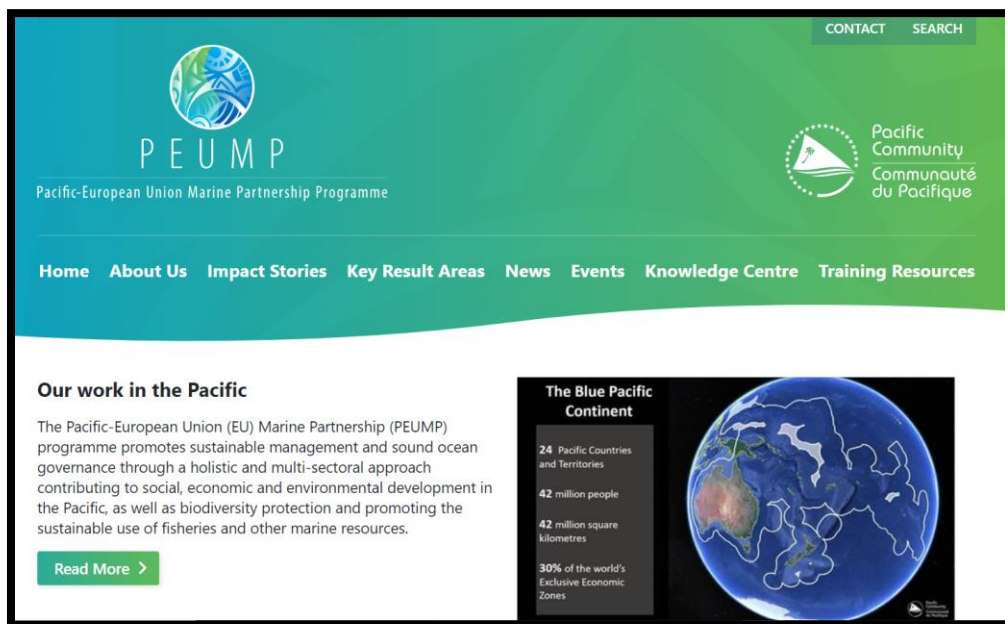 CONTACT SEARCH
PEUMP
Pacific-European Union Marine Partnership Programme
Pacific
Community
Communauté
du Pacifique
Home About Us Impact Stories Key Result Areas News Events Knowledge Centre Training Resources
Our work in the Pacific
The Pacific-European Union (EU) Marine Partnership (PEUMP)
programme promotes sustainable management and sound ocean
governance through a holistic and multi-sectoral approach
contributing to social, economic and environmental development in
the Pacific, as well as biodiversity protection and promoting the
sustainable use of fisheries and other marine resources.
Read More
The Blue Pacific
Continent
24 Pacific Countries
and Territories
42 million people
42 million square
kilometres
30% of the world's
Exclusive Economic
Zones
Pacific
Community
Communauté
du Pacifique